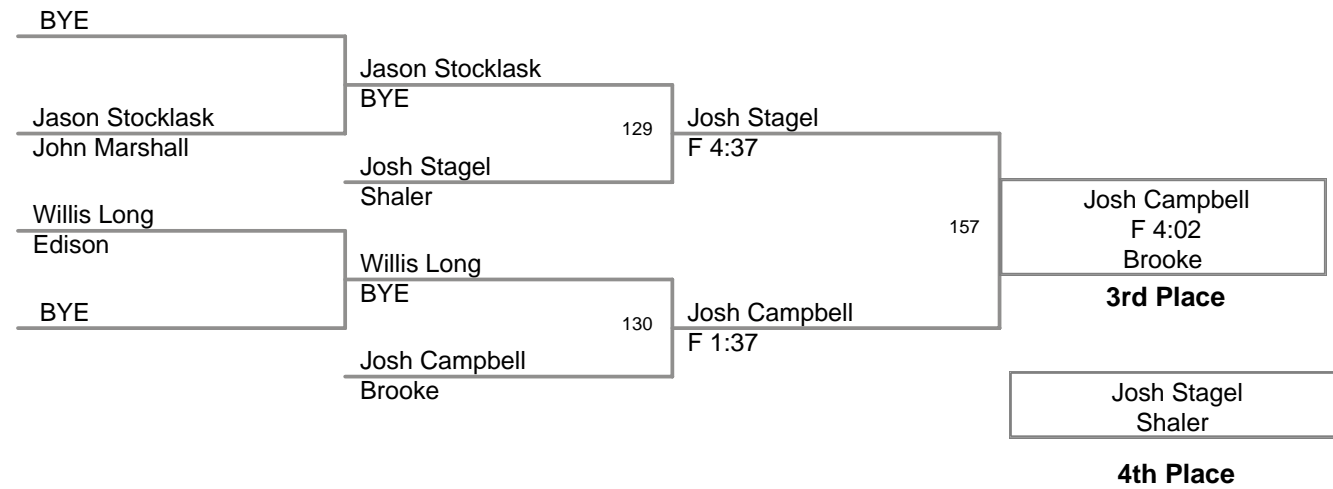 BYE
Jason Stocklask
John Marshall
Willis Long
Edison
BYE
Jason Stocklask
BYE
129
Josh Stagel
Shaler
Willis Long
BYE
130
Josh Campbell
Brooke
Josh Stagel
F 4:37
157
Josh Campbell
F 1:37
Josh Campbell
F 4:02
Brooke
3rd Place
Josh Stagel
Shaler
4th Place